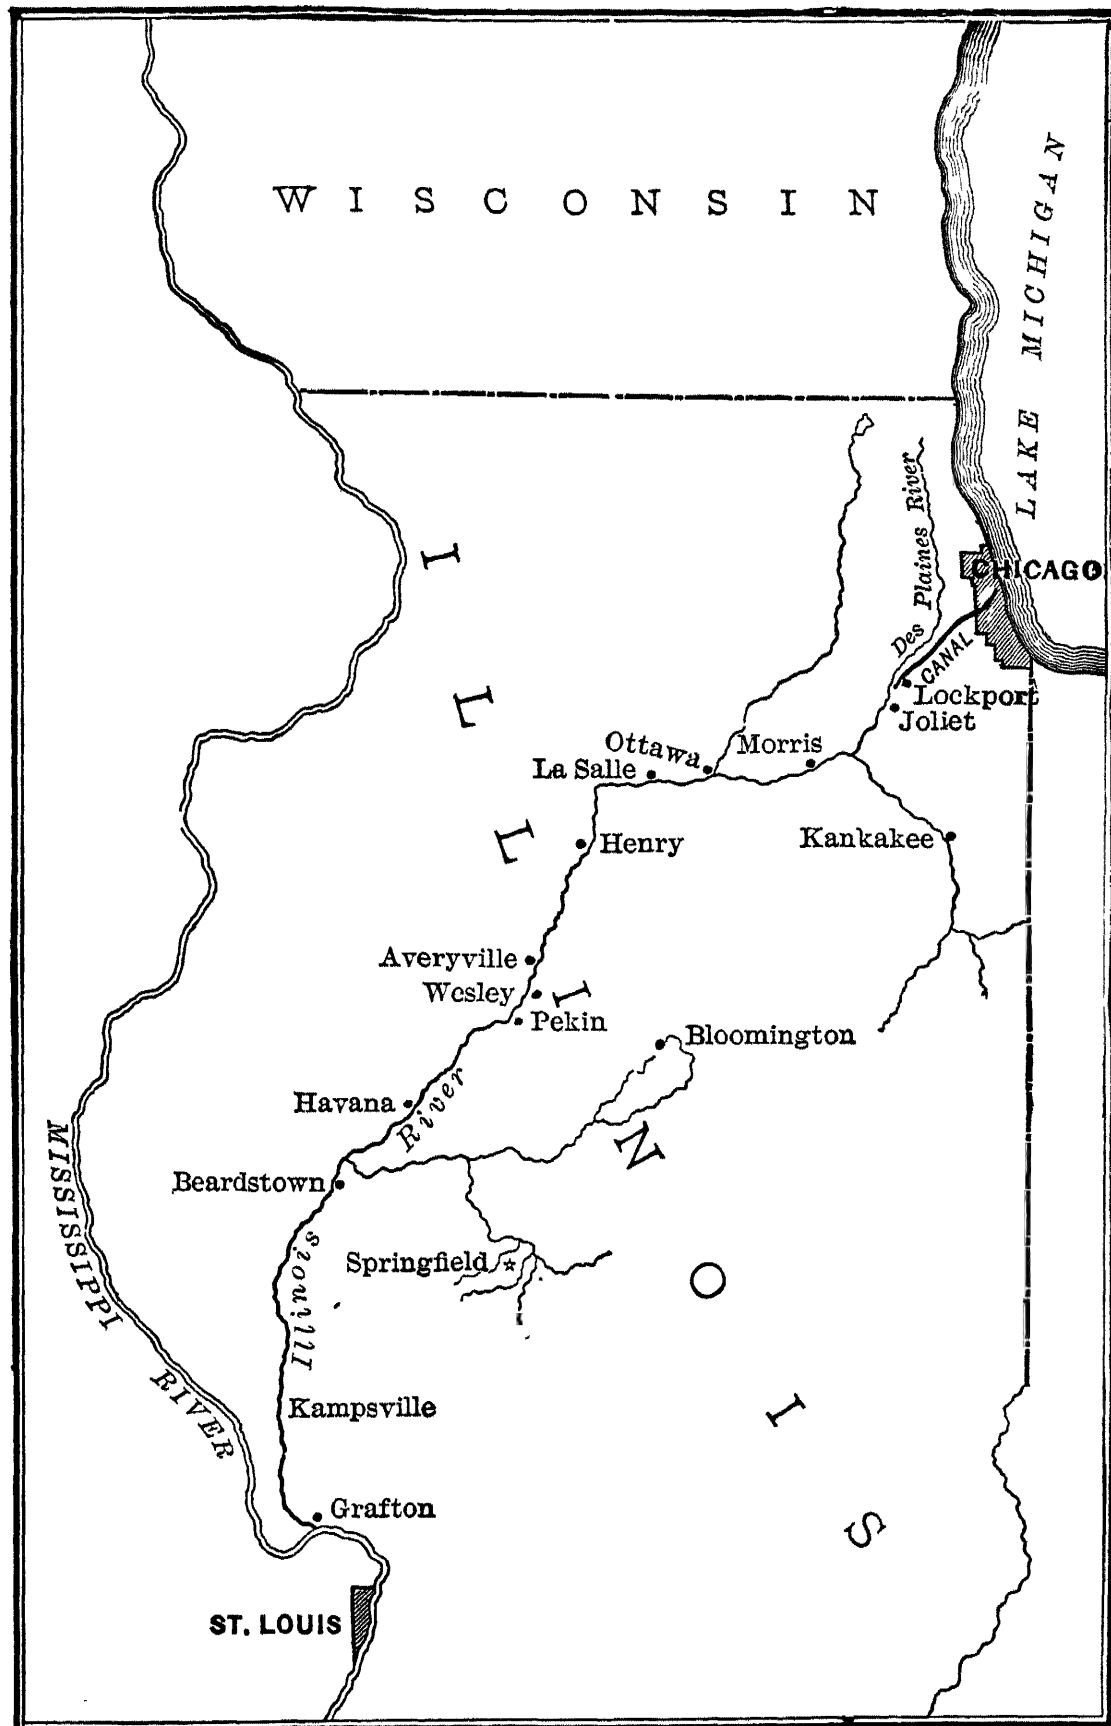 WISCONSIN
LAKE MICHIGAN
Des Plaines River
CHICAGO
CANAL
Lockport
Joliet
Ottawa
Morris
La Salle
Henry
Kankakee
Averyville
Wesley
Pekin
Bloomington
Havana
Beardstown
Illinois River
Springfield
MISSISSIPPI RIVER
ILLINOIS
Kampsville
Grafton
ST. LOUIS